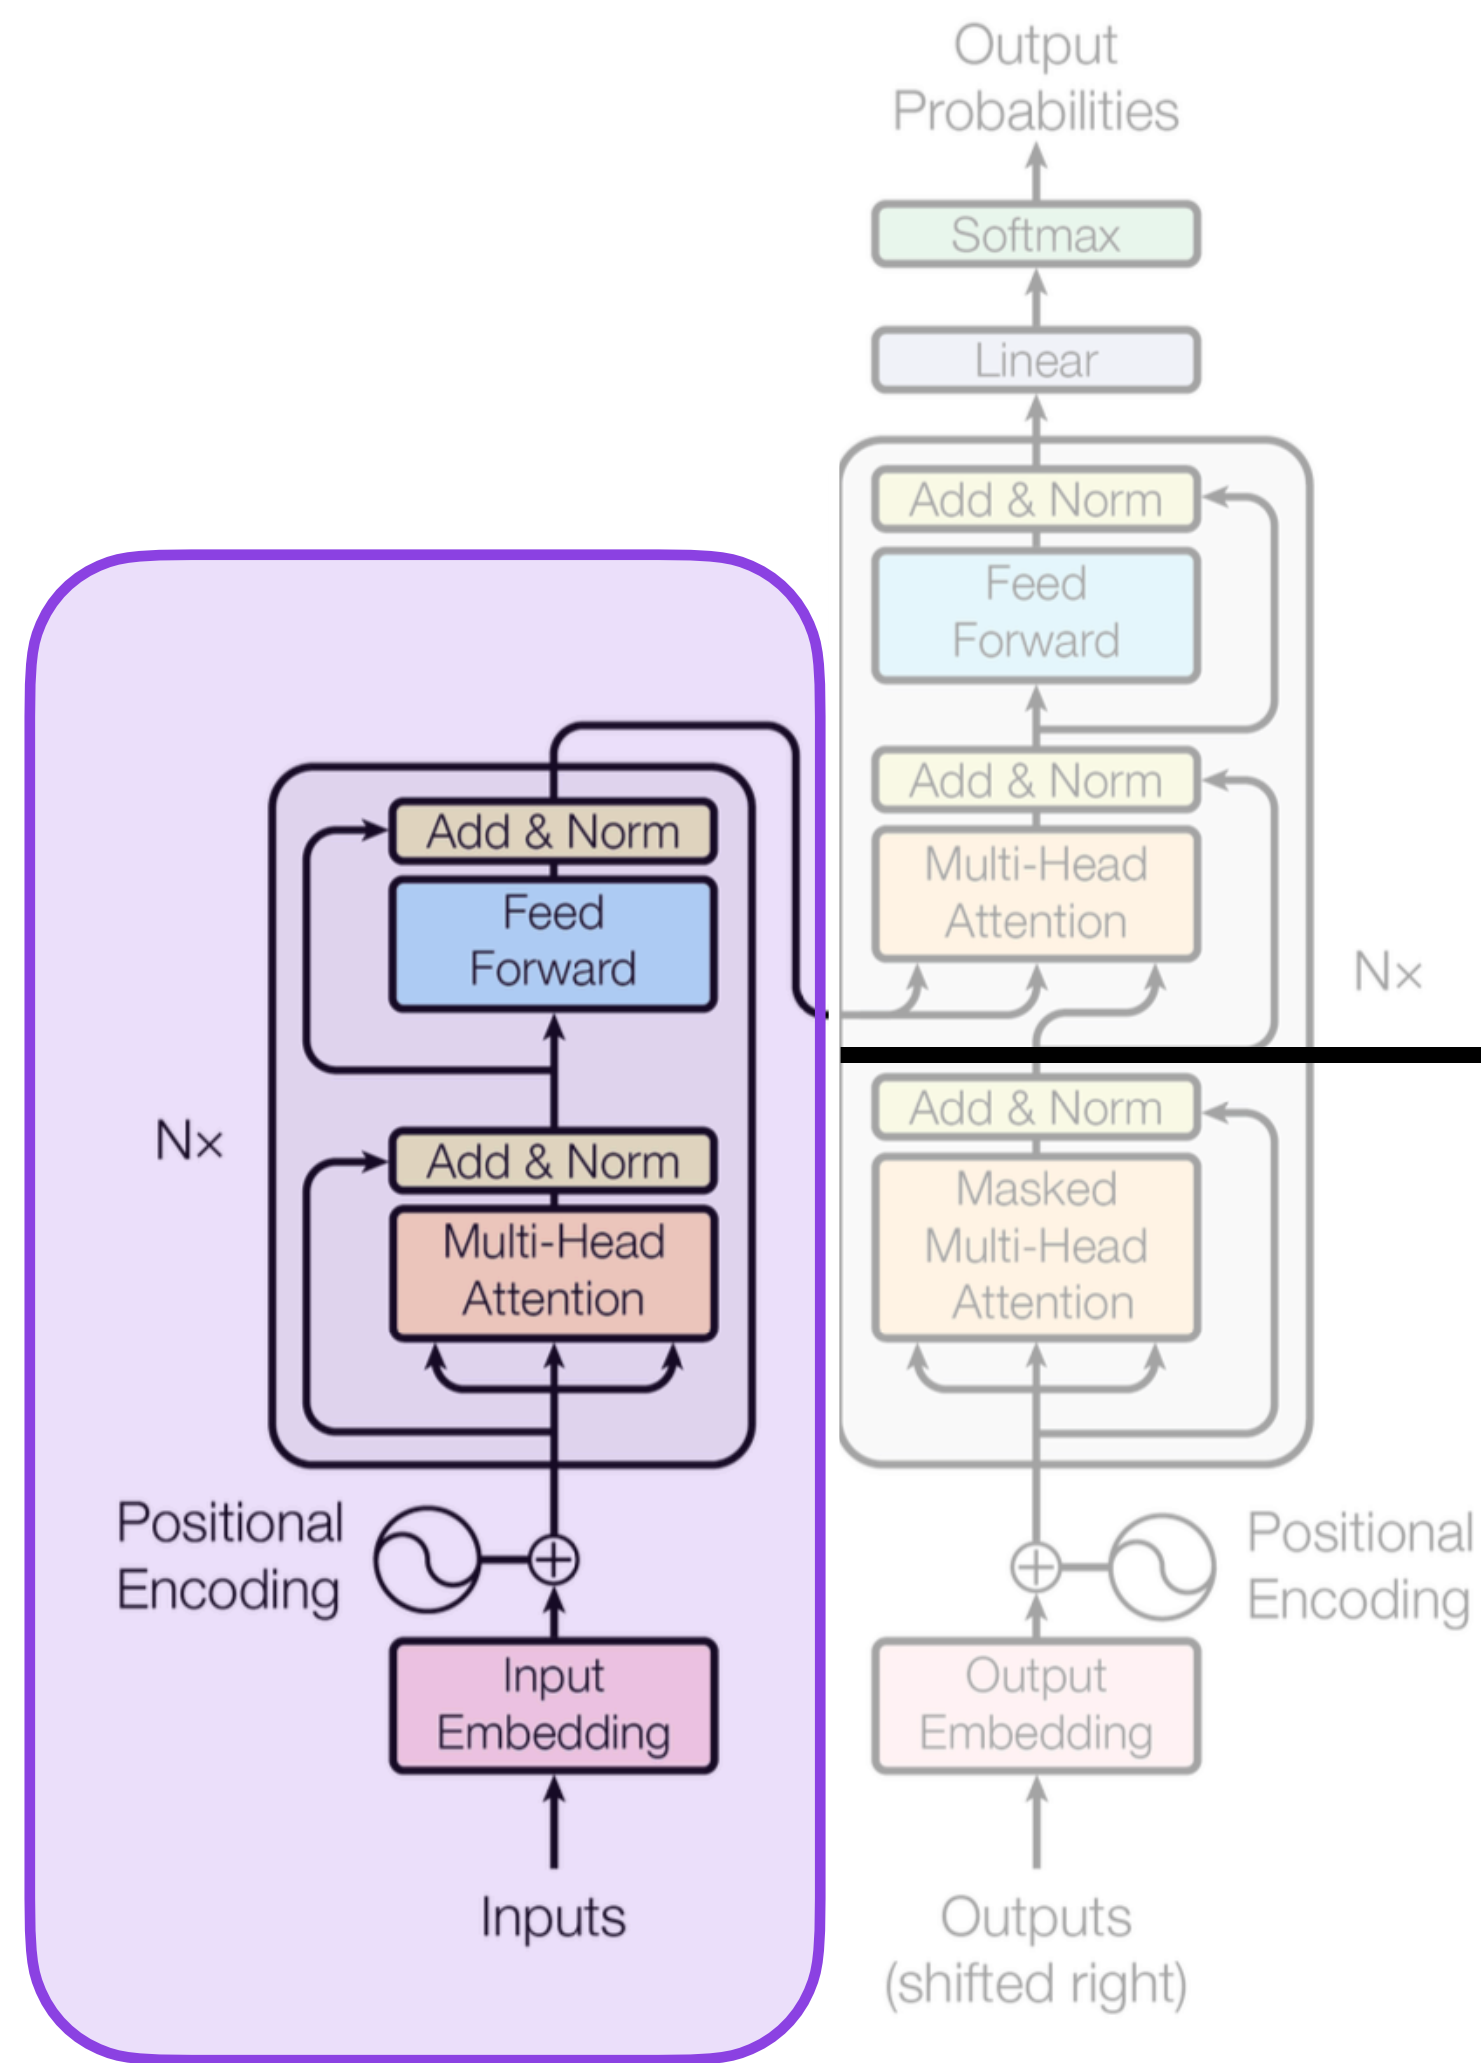 Output
Probabilities
Softmax
Linear
Add & Norm
Feed
Forward
Add & Norm
Multi-Head
Attention
Nx
Add & Norm
Masked
Multi-Head
Attention
Positional
Encoding
Output
Embedding
Outputs
(shifted right)
Add & Norm
Feed
Forward
Nx
Add & Norm
Multi-Head
Attention
Positional
Encoding
Input
Embedding
Inputs